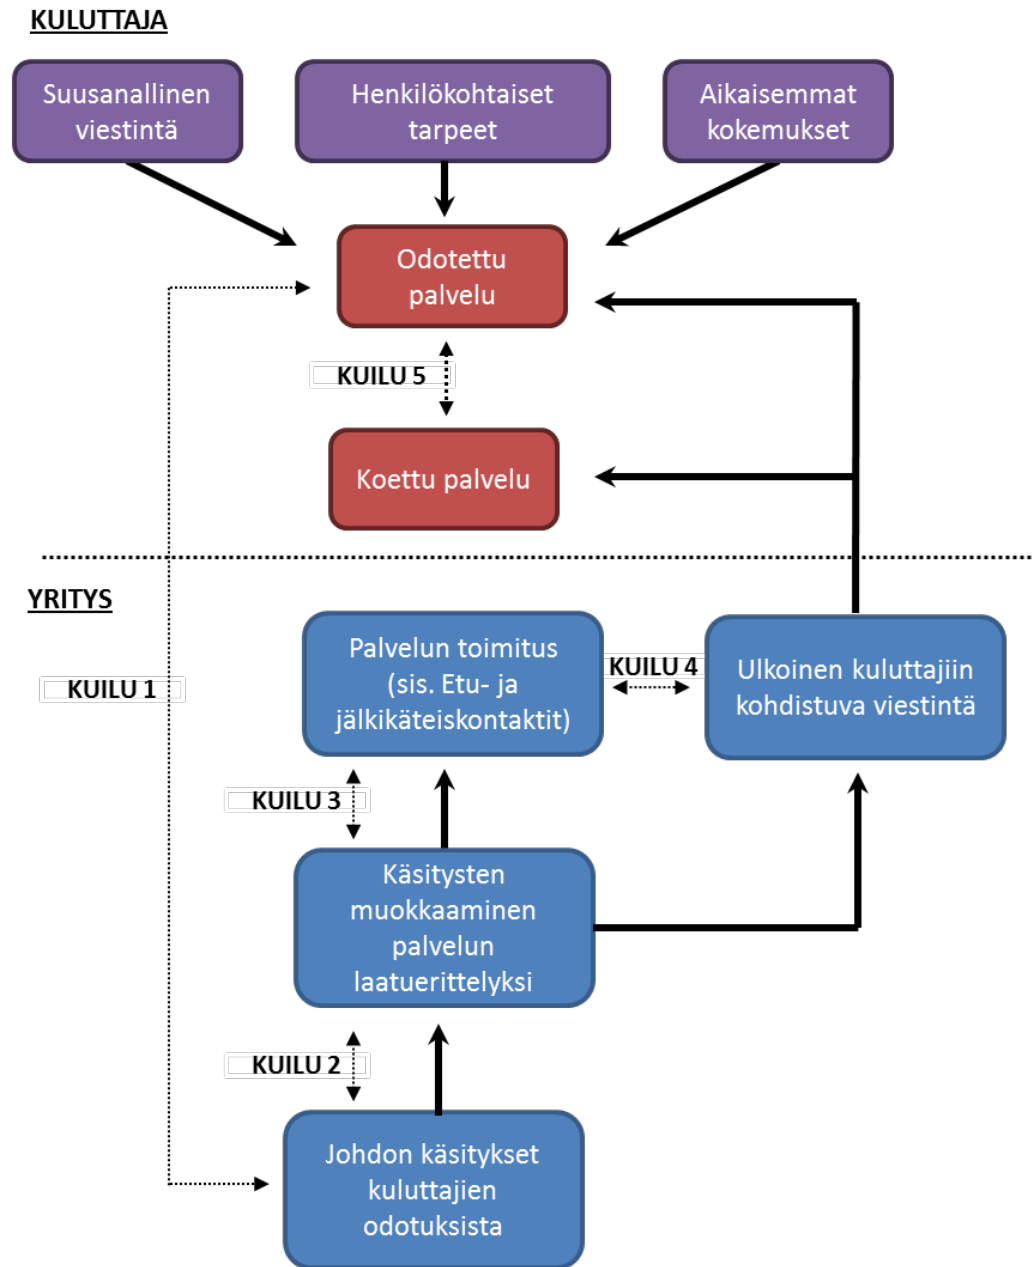 KULUTTAJA
Suusanallinen
viestintä
Henkilökohtaiset
tarpeet
Aikaisemmat
kokemukset
Odotettu
palvelu
KUILU 5
Koettu palvelu
YRITYS
Palvelun toimitus
(sis. Etu- ja
jälkikäteiskontaktit)
KUILU 4
Ulkoinen kuluttajiin
kohdistuva viestintä
KUILU 1
KUILU 3
Käsitysten
muokkaaminen
palvelun
laatuerittelyksi
KUILU 2
Johdon käsitykset
kuluttajien
odotuksista